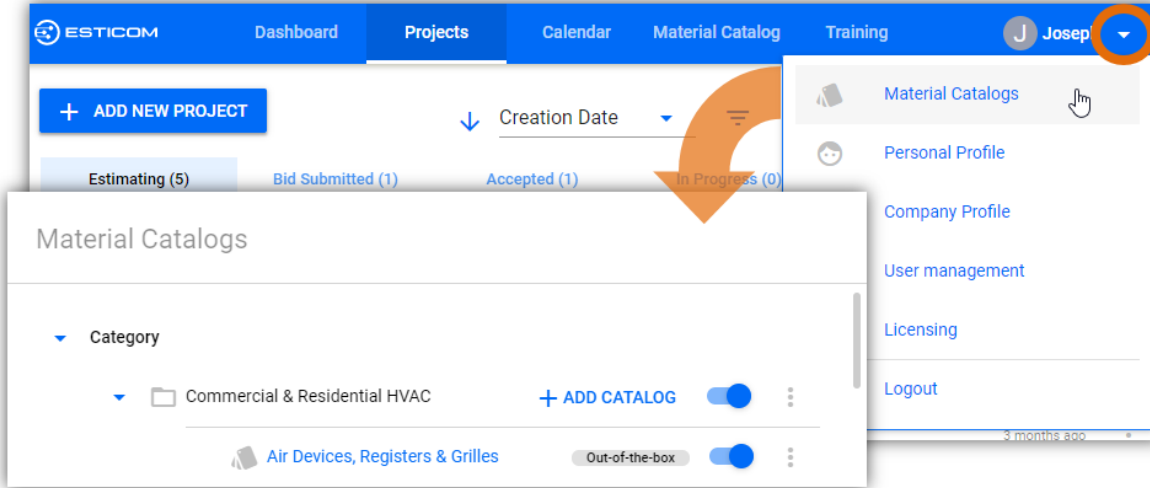 ESTICOM Dashboard Projects Calendar Material Catalog Training J Joseph
+ ADD NEW PROJECT
Creation Date
Estimating (5) Bid Submitted (1) Accepted (1) In Progress (0)
Material Catalogs
Personal Profile
Company Profile
User management
Licensing
Logout
3 months ago
Material Catalogs
Category
Commercial & Residential HVAC + ADD CATALOG
Air Devices, Registers & Grilles Out-of-the-box